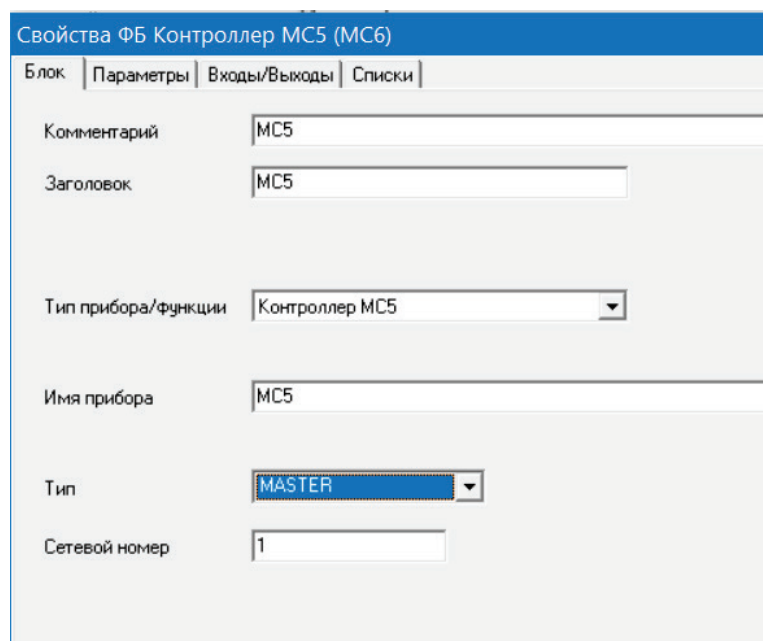 Свойства ФБ Контроллер МС5 (МС6)
Блок Параметры Входы/Выходы Списки
Комментарий МС5
Заголовок МС5
Тип прибора/функции Контроллер МС5
Имя прибора МС5
Тип MASTER
Сетевой номер 1